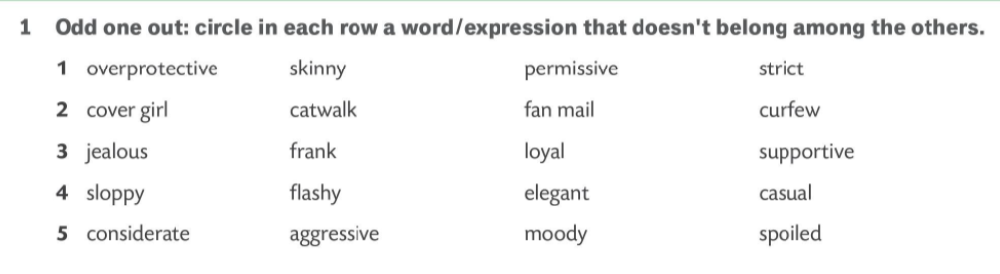 1 Odd one out: circle in each row a word/expression that doesn't belong among the others.
1 overprotective skinny permissive strict
2 cover girl catwalk fan mail curfew
3 jealous frank loyal supportive
4 sloppy flashy elegant casual
5 considerate aggressive moody spoiled